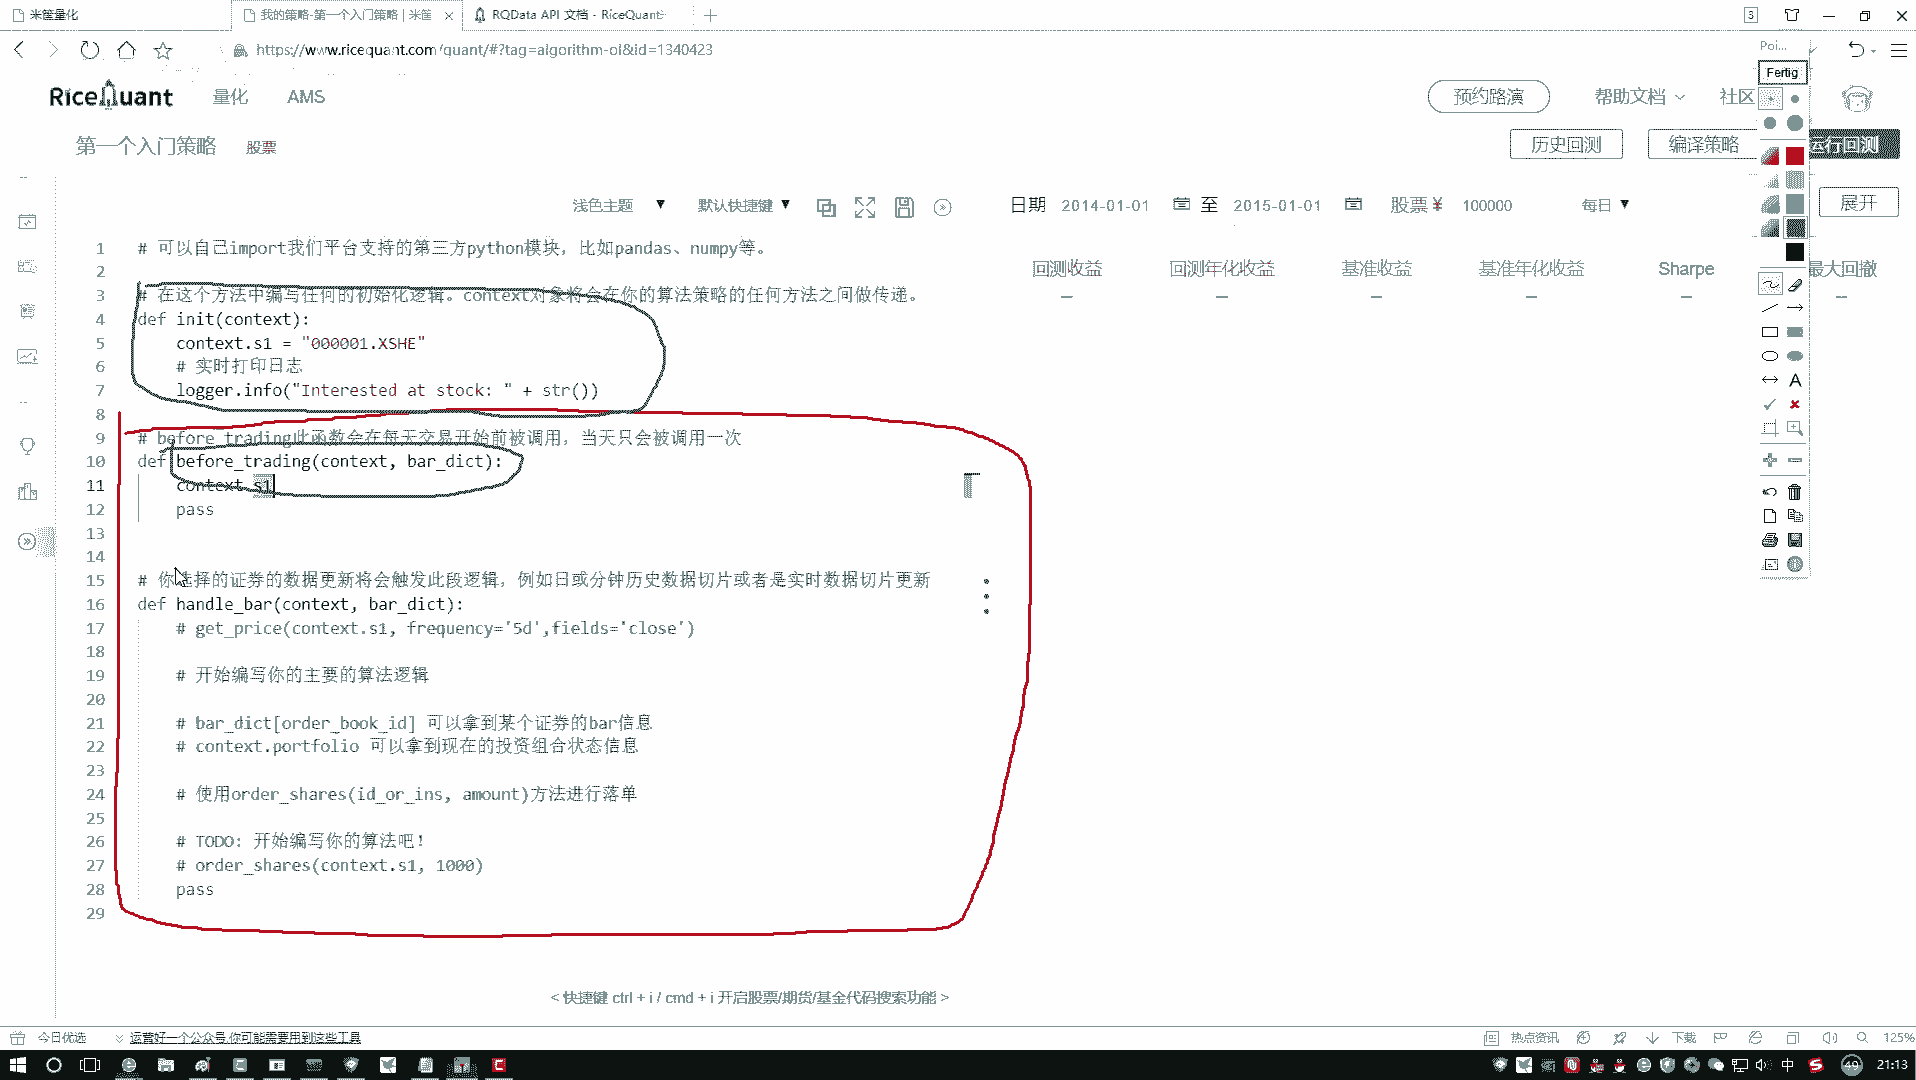 米筐量化
我的策略-第一个入门策略 | 米筐
RQData API 文档 - RiceQuant
https://www.ricequant.com/quant/#?tag=algorithm-ol&id=1340423
Poi...
Fertig
RiceQuant
量化
AMS
预约路演
帮助文档
社区
第一个入门策略
股票
历史回测
编译策略
运行回测
浅色主题
默认快捷键
日期
2014-01-01
至
2015-01-01
股票¥
100000
每日
展开
回测收益
回测年化收益
基准收益
基准年化收益
Sharpe
最大回撤
--
--
--
--
--
--
1 # 可以自己import我们平台支持的第三方python模块，比如pandas、numpy等。
2
3 # 在这个方法中编写任何的初始化逻辑。context对象将会在你的算法策略的任何方法之间做传递。
4 def init(context):
5 context.s1 = "000001.XSHE"
6 # 实时打印日志
7 logger.info("Interested at stock: " + str())
8
9 # before_trading此函数会在每天交易开始前被调用，当天只会被调用一次
10 def before_trading(context, bar_dict):
11 context.s1
12 pass
13
14
15 # 你选择的证券的数据更新将会触发此段逻辑，例如日或分钟历史数据切片或者是实时数据切片更新
16 def handle_bar(context, bar_dict):
17 # get_price(context.s1, frequency='5d',fields='close')
18
19 # 开始编写你的主要的算法逻辑
20
21 # bar_dict[order_book_id] 可以拿到某个证券的bar信息
22 # context.portfolio 可以拿到现在的投资组合状态信息
23
24 # 使用order_shares(id_or_ins, amount)方法进行落单
25
26 # TODO: 开始编写你的算法吧！
27 # order_shares(context.s1, 1000)
28 pass
29
< 快捷键 ctrl + i / cmd + i 开启股票/期货/基金代码搜索功能 >
今日优选
运营好一个公众号,你可能需要用到这些工具
热点资讯
下载
125%
中
49
21:13